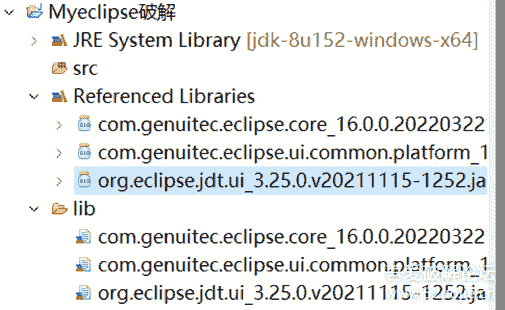 Myeclipse破解
JRE System Library [jdk-8u152-windows-x64]
src
Referenced Libraries
com.genuitec.eclipse.core_16.0.0.20220322
com.genuitec.eclipse.ui.common.platform_1
org.eclipse.jdt.ui_3.25.0.v20211115-1252.ja
lib
com.genuitec.eclipse.core_16.0.0.20220322
com.genuitec.eclipse.ui.common.platform_1
org.eclipse.jdt.ui_3.25.0.v20211115-1252.ja